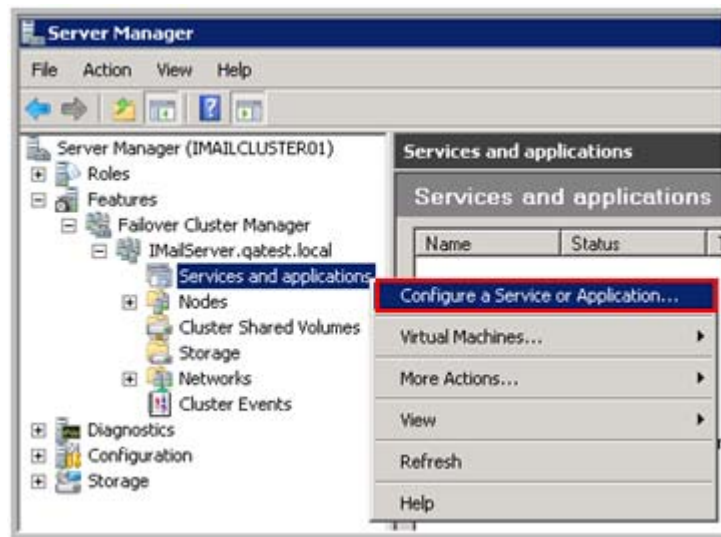 Server Manager
File Action View Help
Server Manager (IMAILCLUSTER01)
Roles
Features
Failover Cluster Manager
IMailServer.qatest.local
Services and applications
Nodes
Cluster Shared Volumes
Storage
Networks
Cluster Events
Diagnostics
Configuration
Storage
Services and applications
Services and applications
Name Status
Configure a Service or Application...
Virtual Machines...
More Actions...
View
Refresh
Help